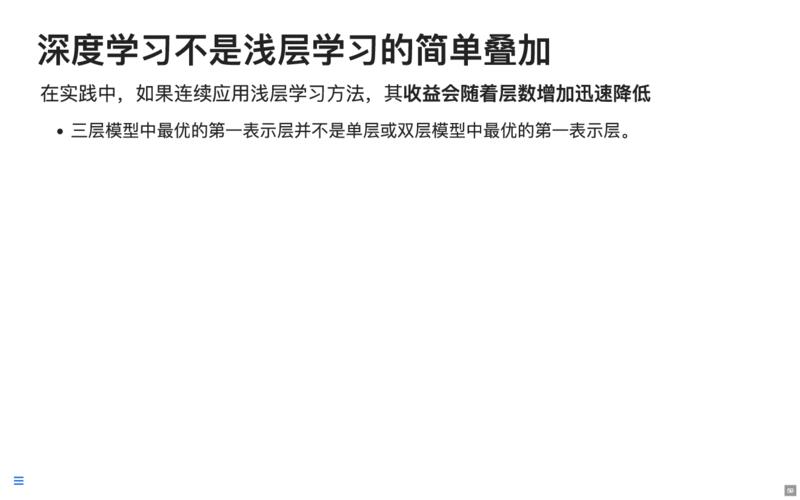 深度学习不是浅层学习的简单叠加
在实践中，如果连续应用浅层学习方法，其收益会随着层数增加迅速降低
• 三层模型中最优的第一表示层并不是单层或双层模型中最优的第一表示层。